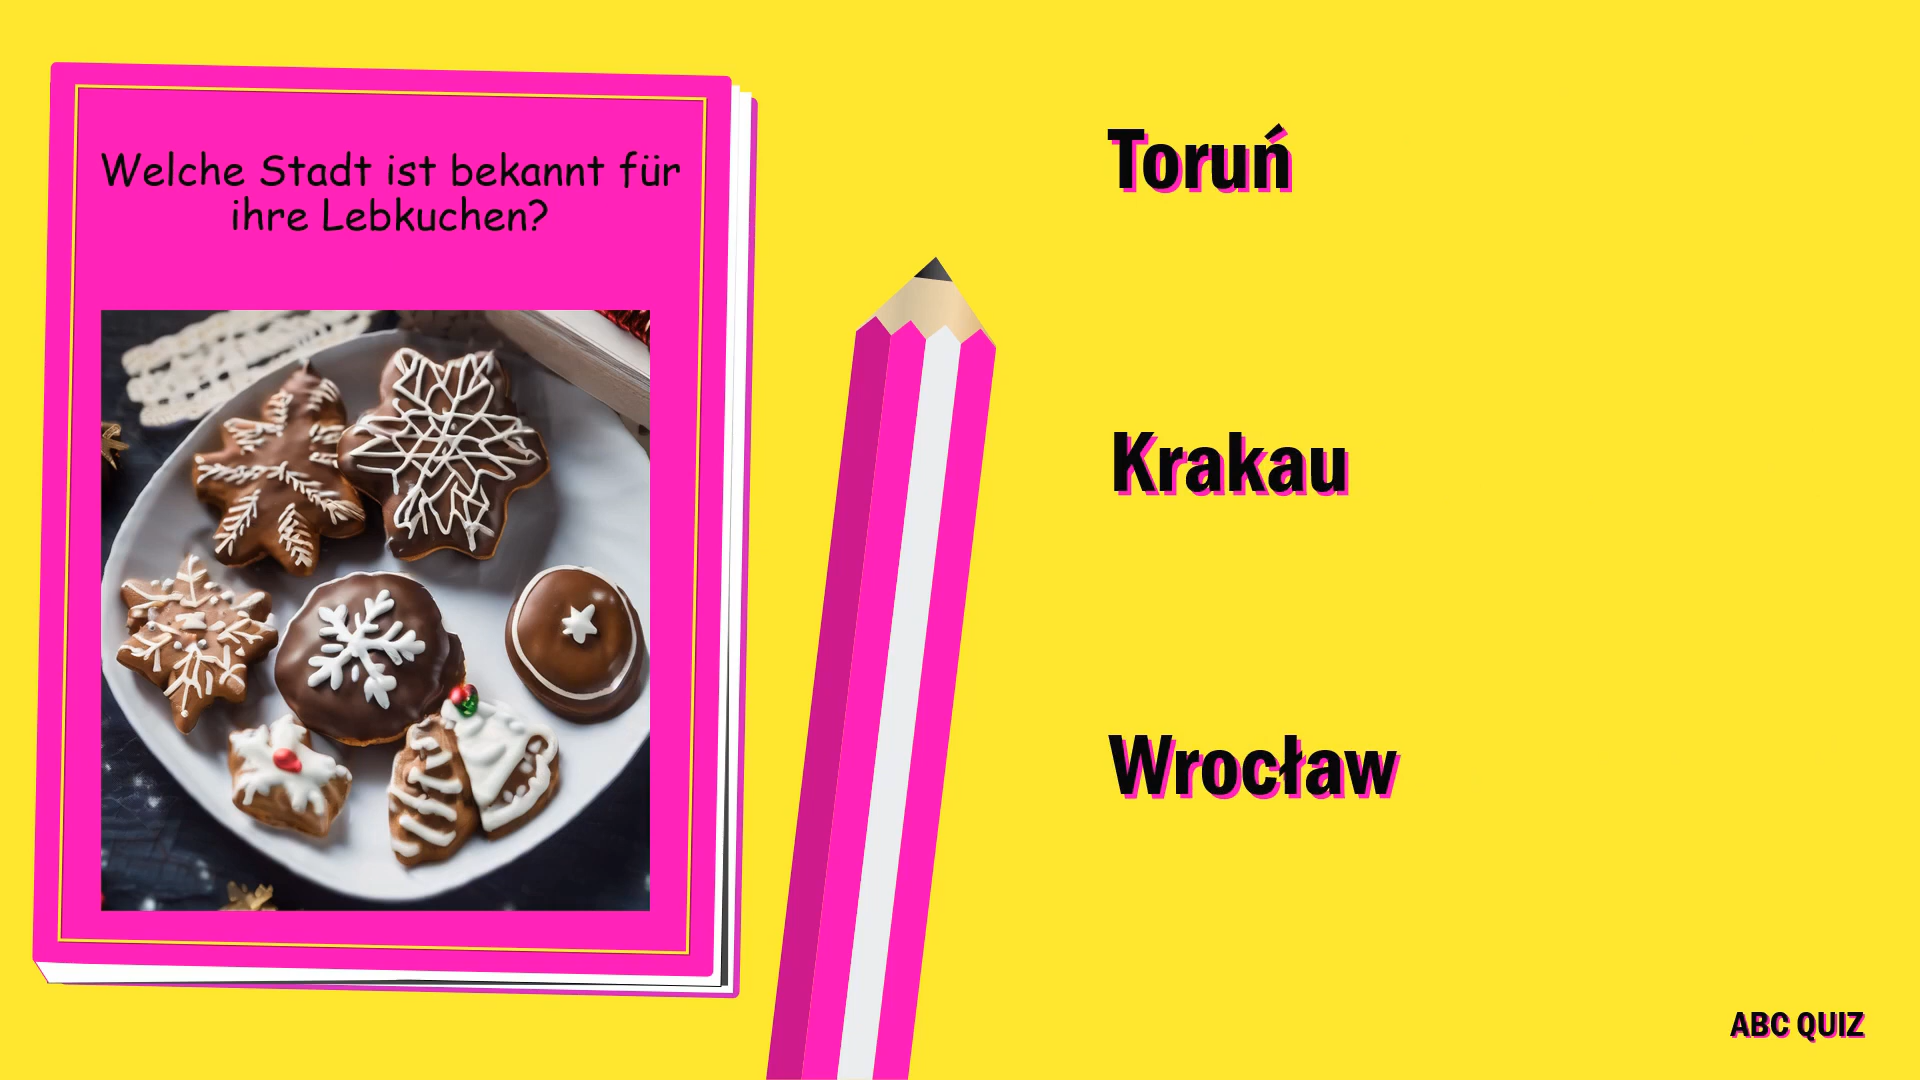 Welche Stadt ist bekannt für
ihre Lebkuchen?
Toruń
Krakau
Wrocław
ABC QUIZ